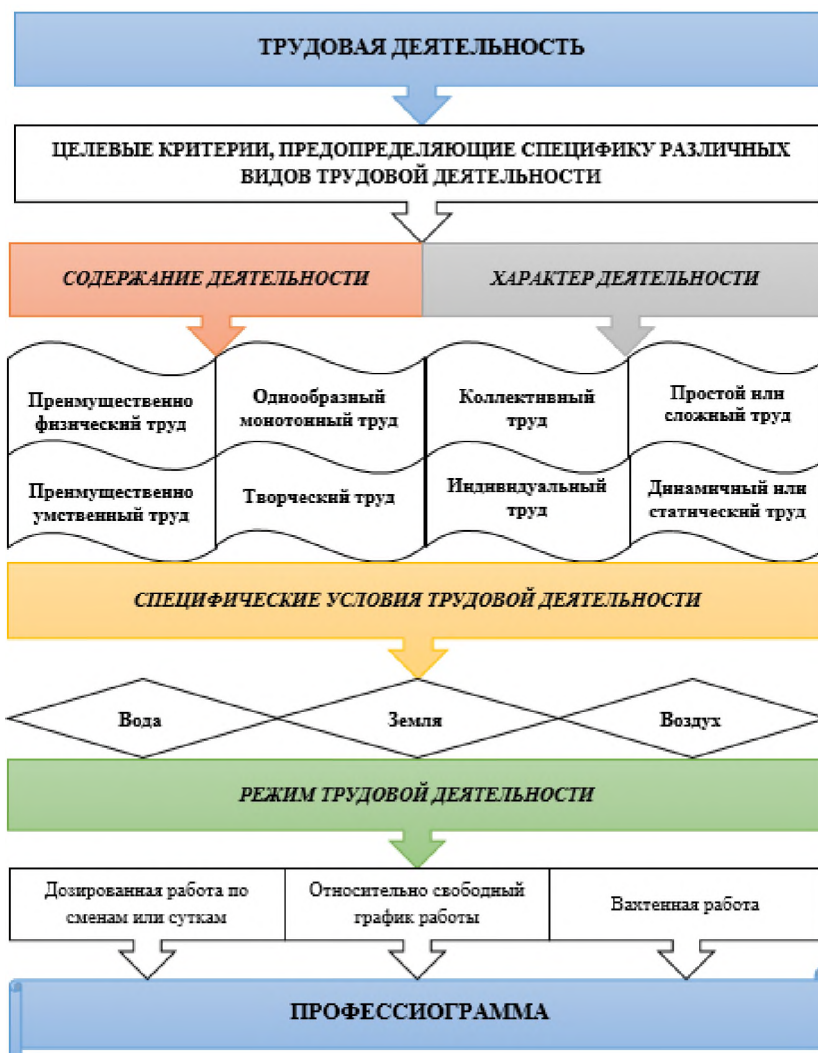 ТРУДОВАЯ ДЕЯТЕЛЬНОСТЬ
ЦЕЛЕВЫЕ КРИТЕРИИ, ПРЕДОПРЕДЕЛЯЮЩИЕ СПЕЦИФИКУ РАЗЛИЧНЫХ
ВИДОВ ТРУДОВОЙ ДЕЯТЕЛЬНОСТИ
СОДЕРЖАНИЕ ДЕЯТЕЛЬНОСТИ
ХАРАКТЕР ДЕЯТЕЛЬНОСТИ
Преимущественно
физический труд
Однообразный
монотонный труд
Коллективный
труд
Простой или
сложный труд
Преимущественно
умственный труд
Творческий труд
Индивидуальный
труд
Динамичный или
статический труд
СПЕЦИФИЧЕСКИЕ УСЛОВИЯ ТРУДОВОЙ ДЕЯТЕЛЬНОСТИ
Вода
Земля
Воздух
РЕЖИМ ТРУДОВОЙ ДЕЯТЕЛЬНОСТИ
Дозированная работа по
сменам или суткам
Относительно свободный
график работы
Вахтенная работа
ПРОФЕССИОГРАММА